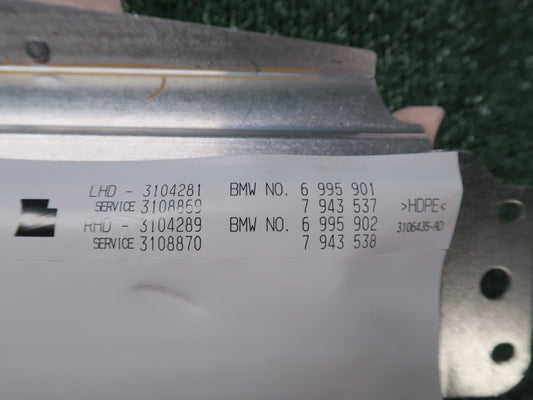 LHD - 3104281 BMW NO. 6 995 901
SERVICE 3108869 7 943 537 >HDPE<
RHD - 3104289 BMW NO. 6 995 902 3106435-AD
SERVICE 3108870 7 943 538